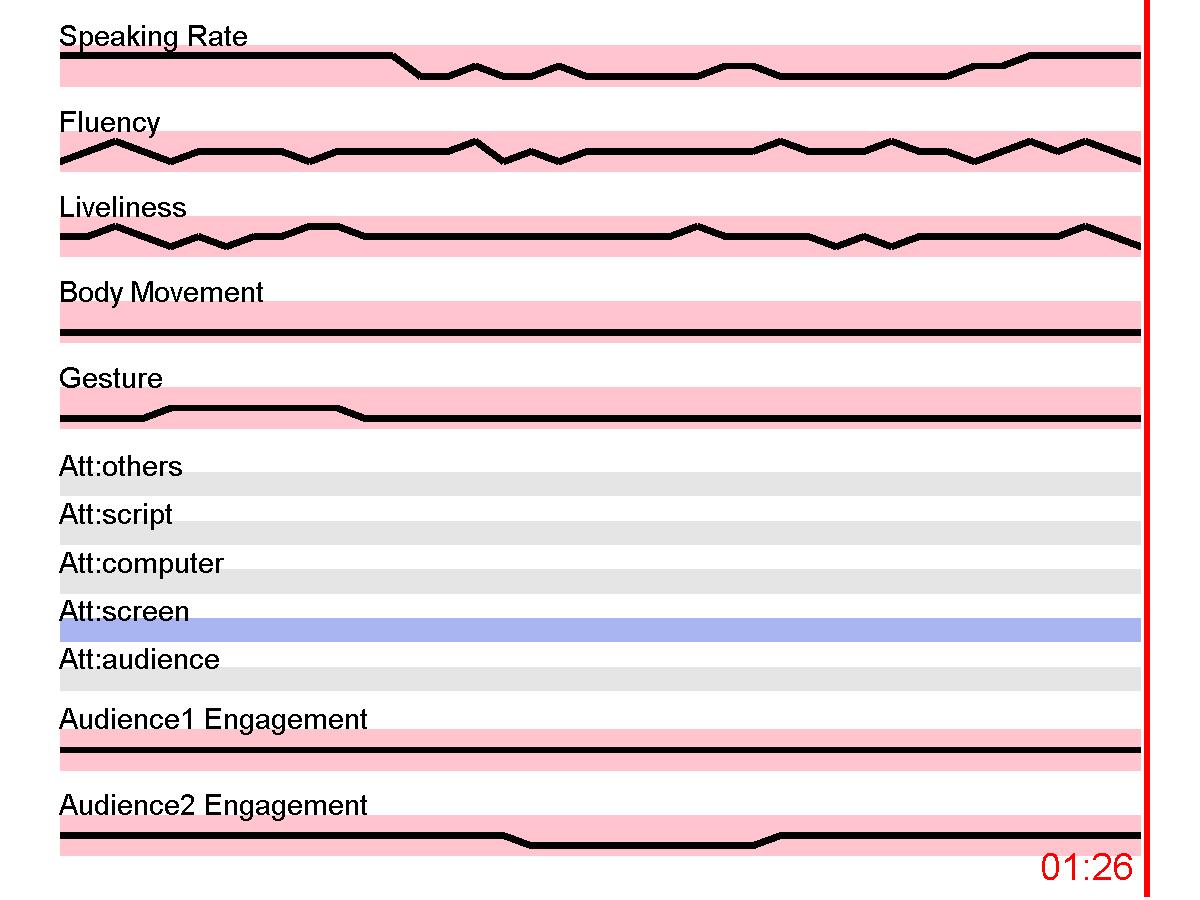 Speaking Rate
Fluency
Liveliness
Body Movement
Gesture
Att:others
Att:script
Att:computer
Att:screen
Att:audience
Audience1 Engagement
Audience2 Engagement
01:26